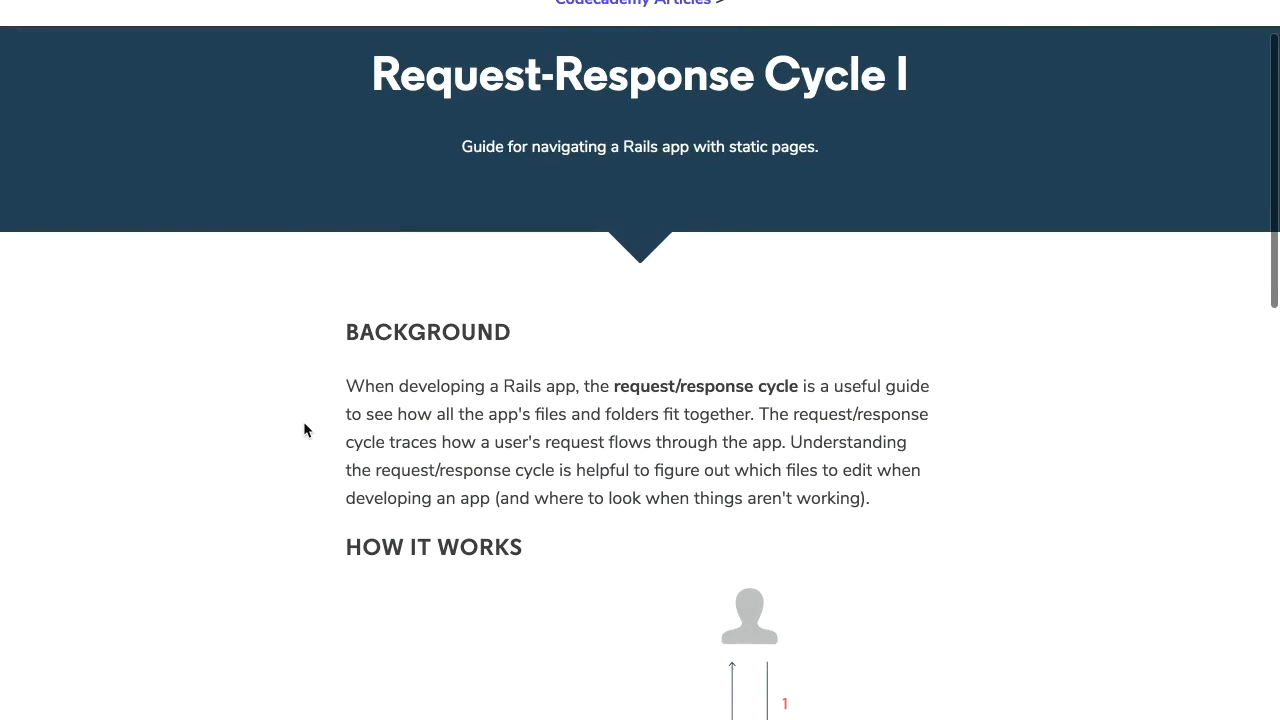 Codecademy Articles >
Request-Response Cycle I
Guide for navigating a Rails app with static pages.
BACKGROUND
When developing a Rails app, the request/response cycle is a useful guide
to see how all the app's files and folders fit together. The request/response
cycle traces how a user's request flows through the app. Understanding
the request/response cycle is helpful to figure out which files to edit when
developing an app (and where to look when things aren't working).
HOW IT WORKS
1